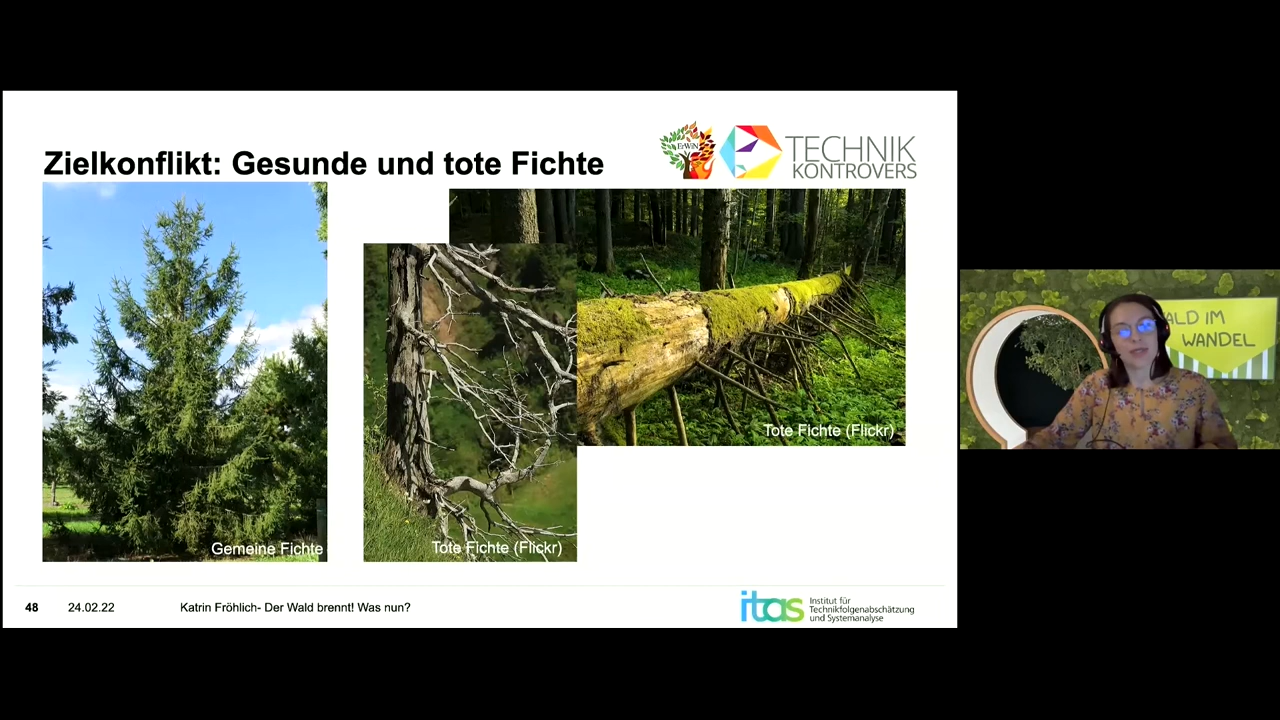 Zielkonflikt: Gesunde und tote Fichte
ErWiN
TECHNIK
KONTROVERS
Gemeine Fichte
Tote Fichte (Flickr)
Tote Fichte (Flickr)
48
24.02.22
Katrin Fröhlich- Der Wald brennt! Was nun?
itas
Institut für
Technikfolgenabschätzung
und Systemanalyse
ALD IM
WANDEL